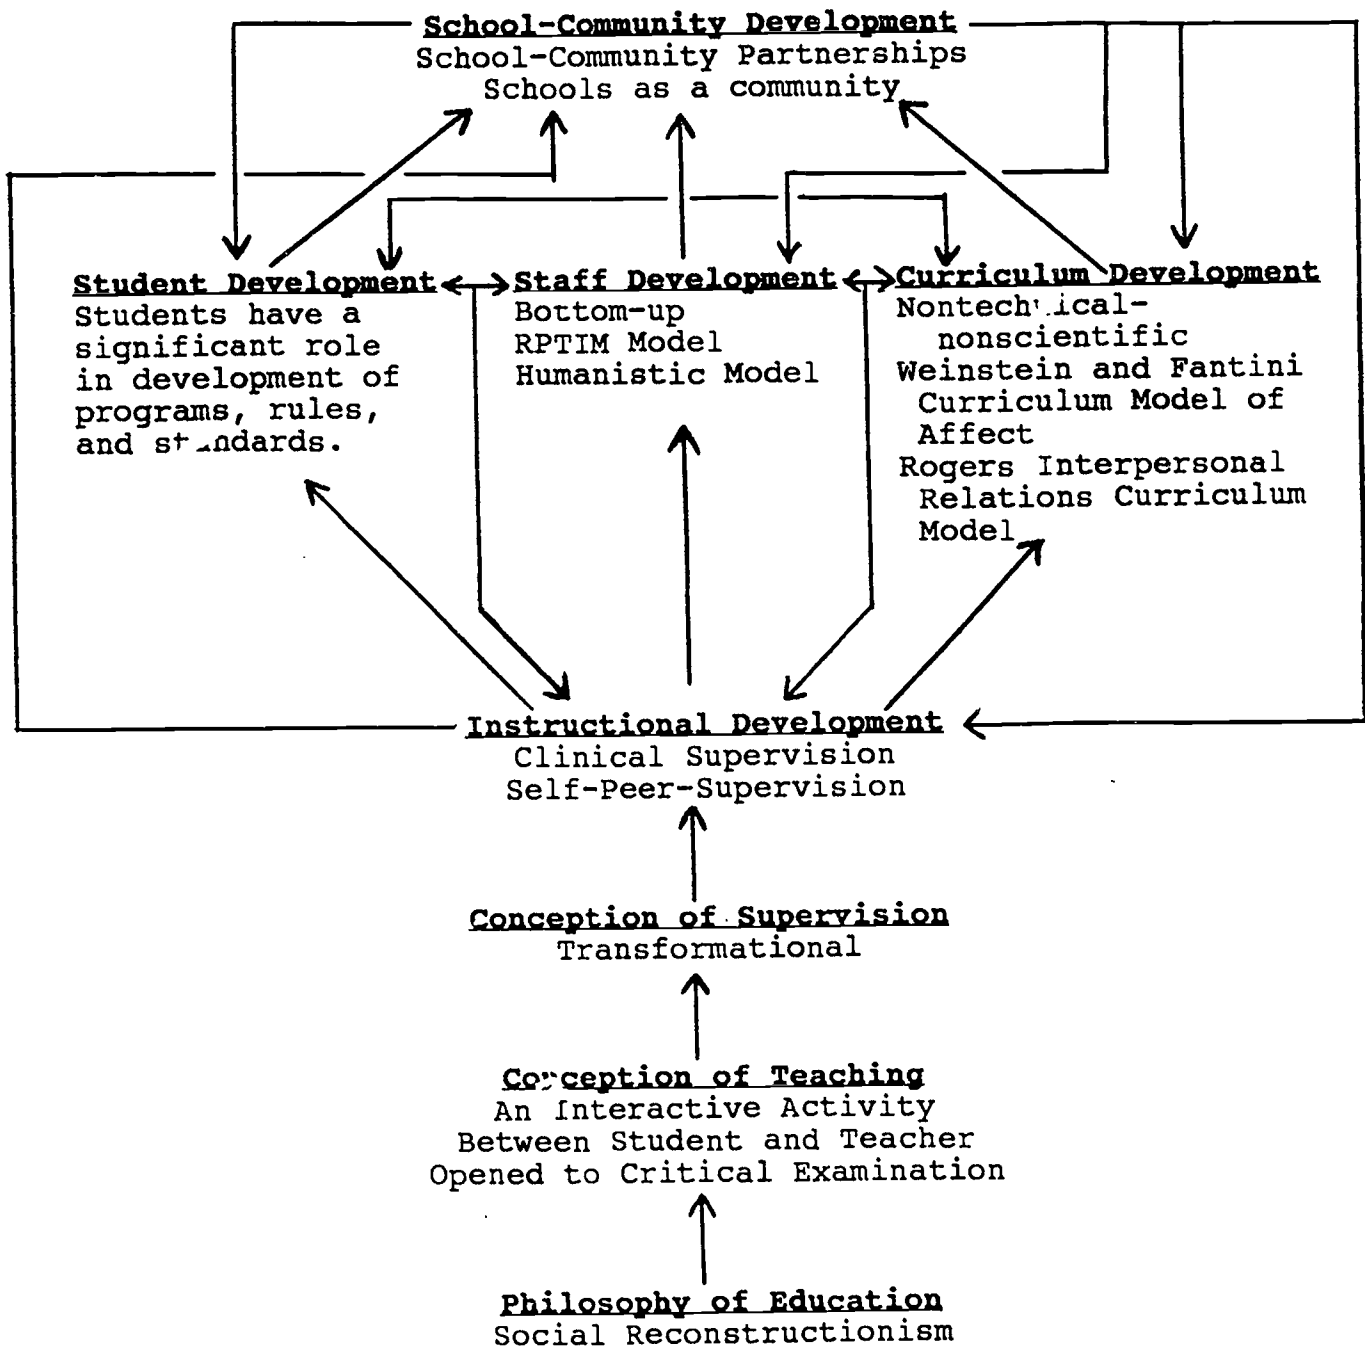 School-Community Development
School-Community Partnerships
Schools as a community
Student Development
Students have a
significant role
in development of
programs, rules,
and standards.
Staff Development
Bottom-up
RPTIM Model
Humanistic Model
Curriculum Development
Nontechnical-
nonscientific
Weinstein and Fantini
Curriculum Model of
Affect
Rogers Interpersonal
Relations Curriculum
Model
Instructional Development
Clinical Supervision
Self-Peer-Supervision
Conception of Supervision
Transformational
Conception of Teaching
An Interactive Activity
Between Student and Teacher
Opened to Critical Examination
Philosophy of Education
Social Reconstructionism